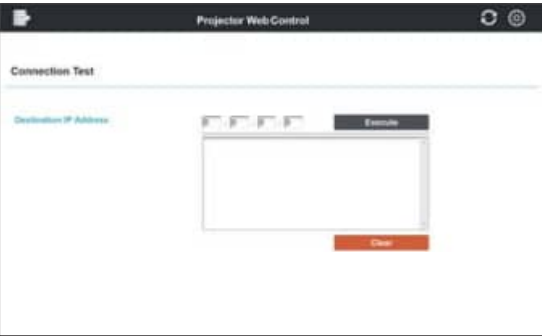 Projector Web Control
Connection Test
Destination IP Address
Execute
Clear